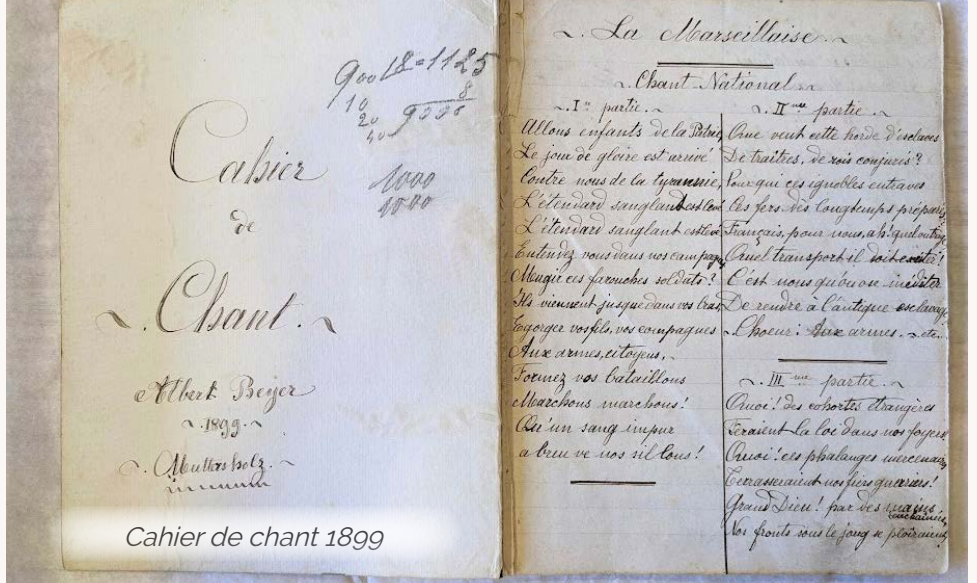 900 18=1125
10 8
20 9000
40
Cahier
de
Chant.
1000
1000
Albert Beyer
1899.
Muttersholz.
Cahier de chant 1899
La Marseillaise
Chant National
Ire partie.
Allons enfants de la Patrie,
Le jour de gloire est arrivé
Contre nous de la tyrannie,
L'étendard sanglant est levé
L'étendard sanglant est levé
Entendez vous dans nos campagnes
Mugir ces farouches soldats?
Ils viennent jusque dans vos bras,
Egorger vos fils, vos compagnes
Aux armes, citoyens,
Formez vos bataillons
Marchons marchons!
Qu'un sang impur
abreuve nos sillons!
IIme partie.
Que veut cette horde d'esclaves
De traîtres, de rois conjurés?
Pour qui ces ignobles entraves
Ces fers dès longtemps préparés,
Français, pour nous, ah! quel outrage
Quel transport il doit exciter!
C'est nous qu'on ose méditer
De rendre à l'antique esclavage
Choeur: Aux armes. etc.
IIIme partie.
Quoi! des cohortes étrangères
Feraient la loi dans nos foyers
Quoi! ces phalanges mercenaires,
Terrasseraient nos fiers guerriers!
Grand Dieu! par des mains
enchaînées,
Nos fronts sous le joug se ploiraient,